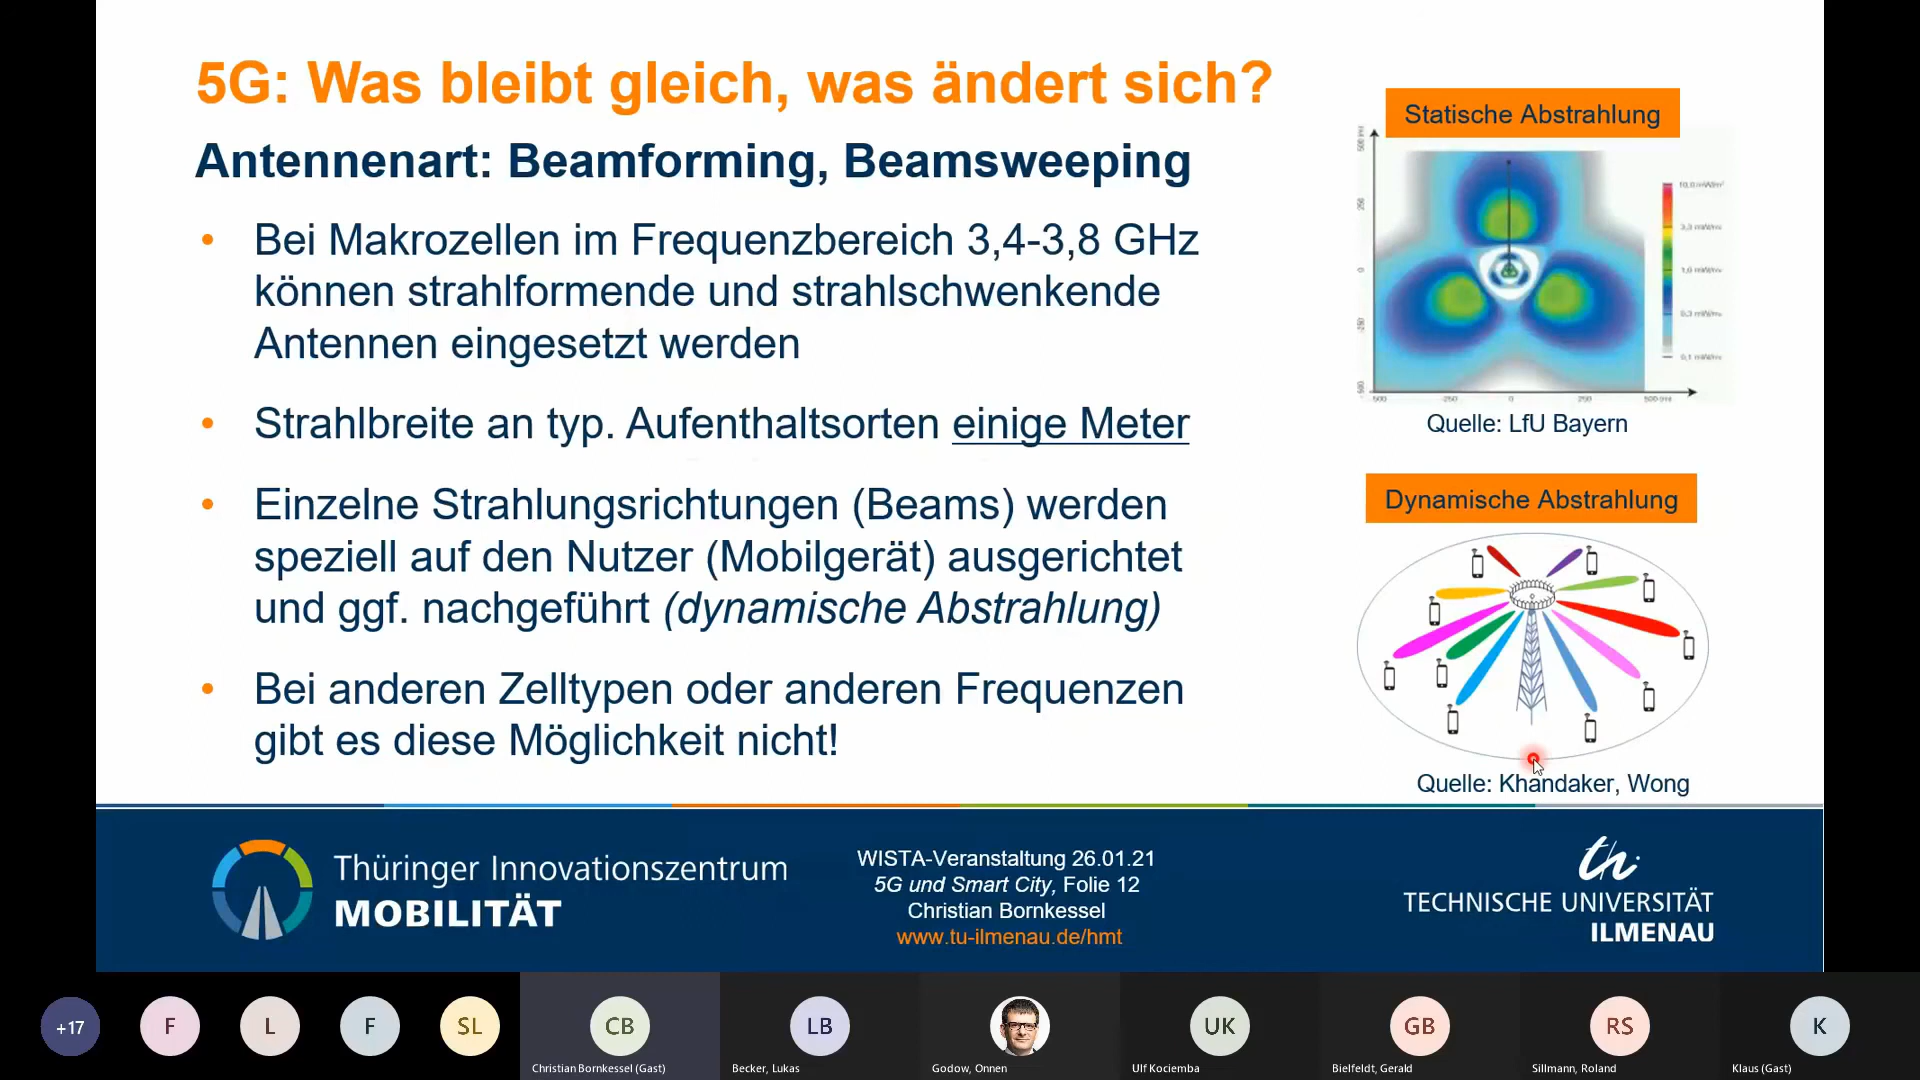 5G: Was bleibt gleich, was ändert sich?
Antennenart: Beamforming, Beamsweeping
• Bei Makrozellen im Frequenzbereich 3,4-3,8 GHz
können strahlformende und strahlschwenkende
Antennen eingesetzt werden
• Strahlbreite an typ. Aufenthaltsorten einige Meter
• Einzelne Strahlungsrichtungen (Beams) werden
speziell auf den Nutzer (Mobilgerät) ausgerichtet
und ggf. nachgeführt (dynamische Abstrahlung)
• Bei anderen Zelltypen oder anderen Frequenzen
gibt es diese Möglichkeit nicht!
Statische Abstrahlung
Quelle: LfU Bayern
Dynamische Abstrahlung
Quelle: Khandaker, Wong
Thüringer Innovationszentrum
MOBILITÄT
WISTA-Veranstaltung 26.01.21
5G und Smart City, Folie 12
Christian Bornkessel
www.tu-ilmenau.de/hmt
th
TECHNISCHE UNIVERSITÄT
ILMENAU
+17
F
L
F
SL
CB
LB
UK
GB
RS
K
Christian Bornkessel (Gast)
Becker, Lukas
Godow, Onnen
Ulf Kociemba
Bielfeldt, Gerald
Sillmann, Roland
Klaus (Gast)